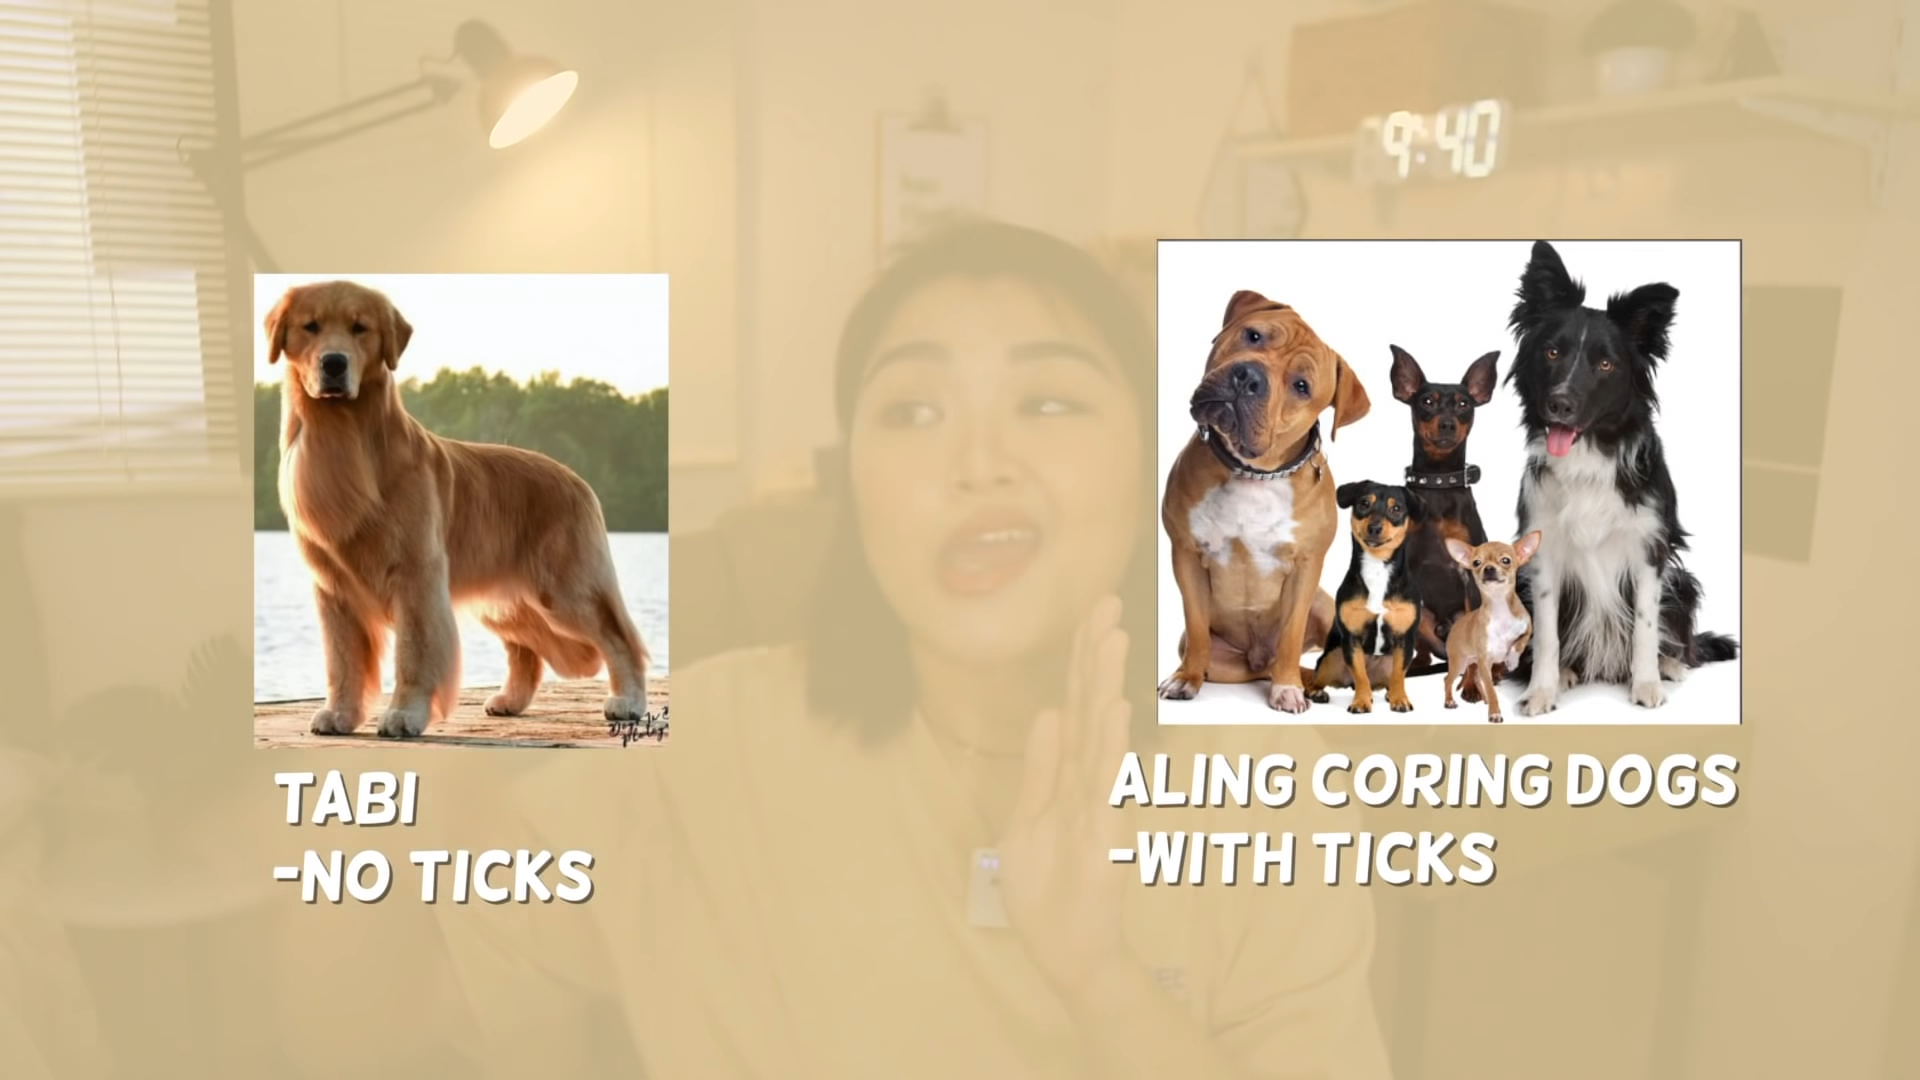 9:40
TABI
-NO TICKS
ALING CORING DOGS
-WITH TICKS